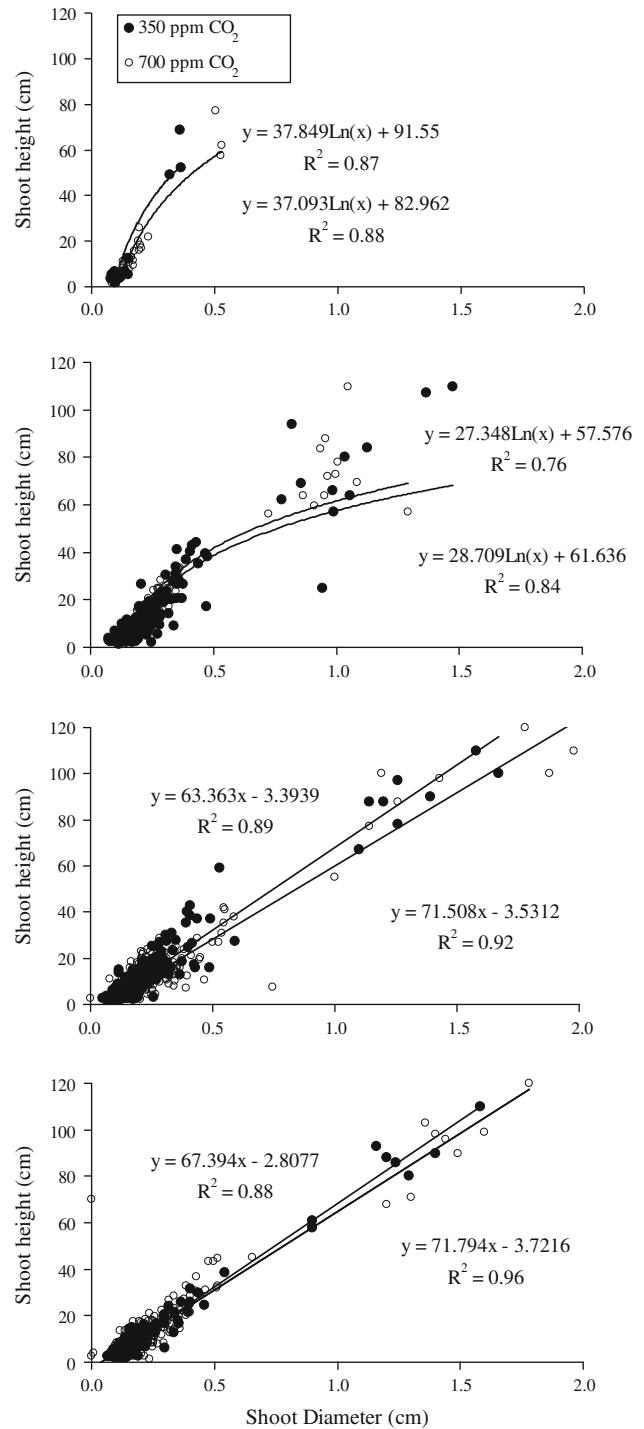 350 ppm CO2
700 ppm CO2
Shoot height (cm)
120
100
80
60
40
20
0
y = 37.849Ln(x) + 91.55
R2 = 0.87
y = 37.093Ln(x) + 82.962
R2 = 0.88
0.0 0.5 1.0 1.5 2.0
Shoot height (cm)
120
100
80
60
40
20
0
y = 27.348Ln(x) + 57.576
R2 = 0.76
y = 28.709Ln(x) + 61.636
R2 = 0.84
0.0 0.5 1.0 1.5 2.0
Shoot height (cm)
120
100
80
60
40
20
0
y = 63.363x - 3.3939
R2 = 0.89
y = 71.508x - 3.5312
R2 = 0.92
0.0 0.5 1.0 1.5 2.0
Shoot height (cm)
120
100
80
60
40
20
0
y = 67.394x - 2.8077
R2 = 0.88
y = 71.794x - 3.7216
R2 = 0.96
0.0 0.5 1.0 1.5 2.0
Shoot Diameter (cm)